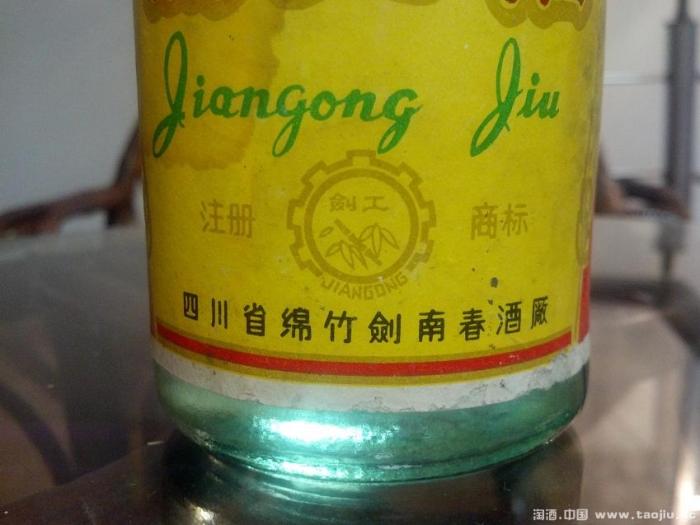 Jiangong Jiu
剑工
注册 商标
JIANGONG
四川省绵竹剑南春酒厰
淘酒.中国 www.taojiu